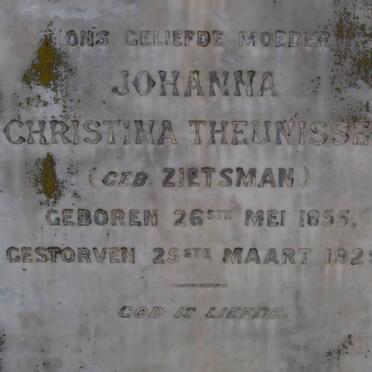 ONS GELIEFDE MOEDER
JOHANNA
CHRISTINA THEUNISSE
(GEB. ZIETSMAN)
GEBOREN 26STE MEI 1855,
GESTORVEN 25STE MAART
GOD IS LIEFDE.